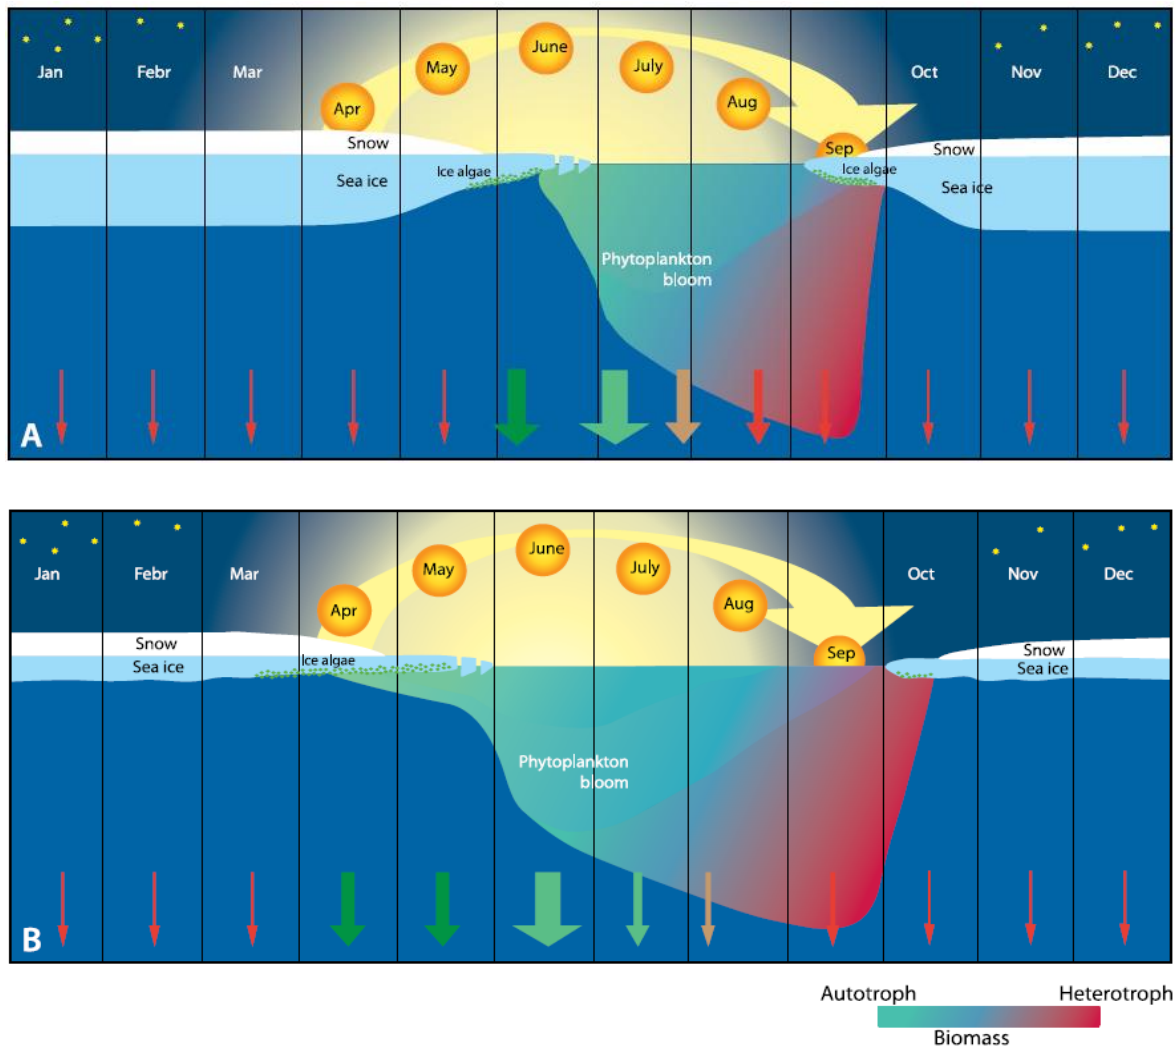 June
May
July
Jan
Febr
Mar
Oct
Nov
Dec
Apr
Aug
Snow
Sep
Snow
Ice algae
Ice algae
Sea ice
Sea ice
Phytoplankton
bloom
A
June
May
July
Jan
Febr
Mar
Oct
Nov
Dec
Apr
Aug
Snow
Sep
Snow
Ice algae
Sea ice
Sea ice
Phytoplankton
bloom
B
Autotroph
Heterotroph
Biomass